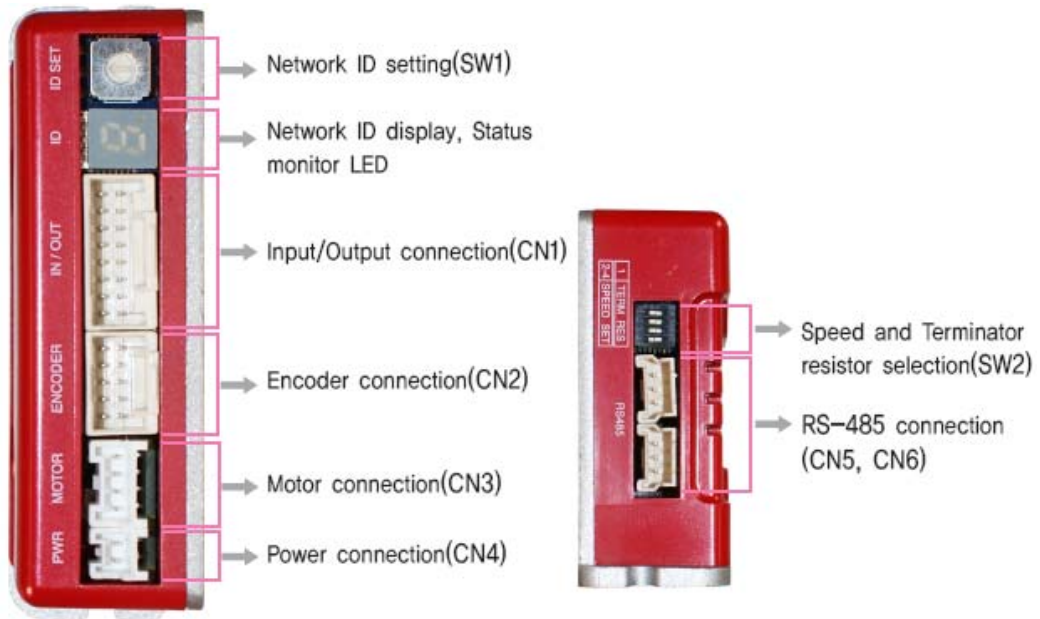 ID SET
ID
IN / OUT
ENCODER
MOTOR
PWR
Network ID setting(SW1)
Network ID display, Status
monitor LED
Input/Output connection(CN1)
Encoder connection(CN2)
Motor connection(CN3)
Power connection(CN4)
1 TERM RES
2-4 SPEED SET
RS485
Speed and Terminator
resistor selection(SW2)
RS-485 connection
(CN5, CN6)